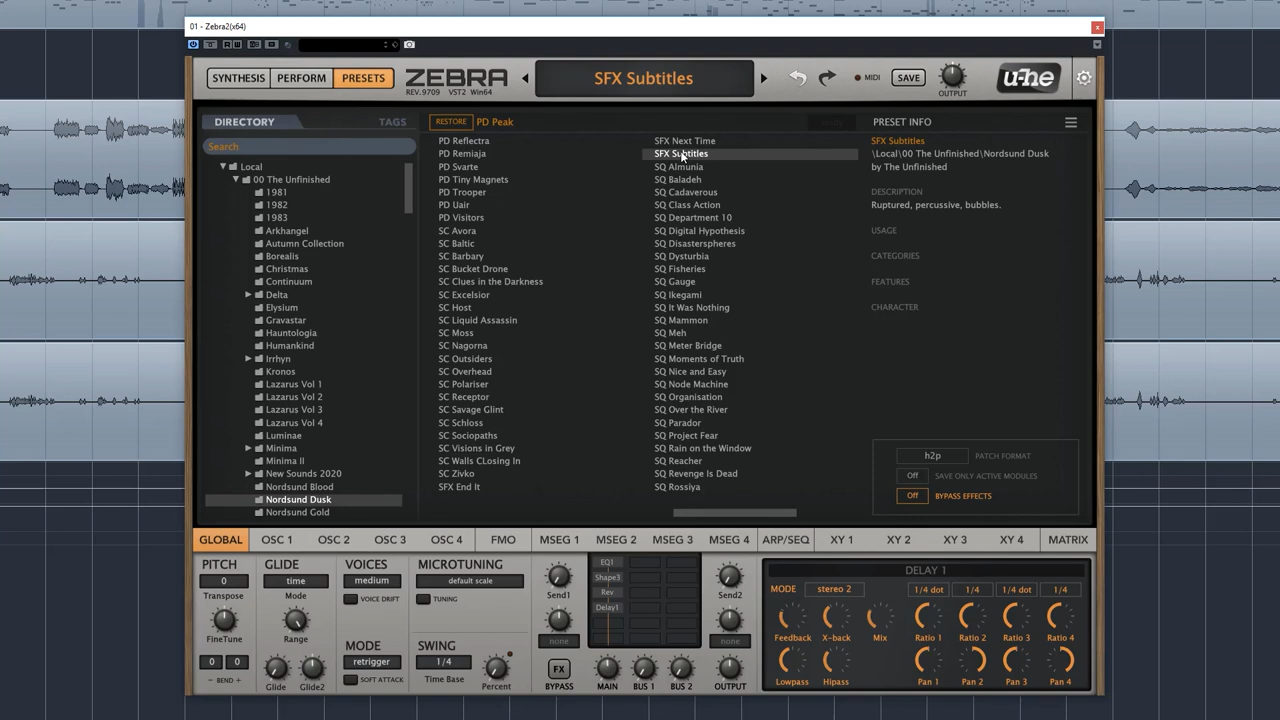 01 - Zebra2(x64)
SYNTHESIS PERFORM PRESETS
ZEBRA
REV. 9709 VST2 Win64
SFX Subtitles
MIDI SAVE OUTPUT u-he
DIRECTORY TAGS
Search
Local
00 The Unfinished
1981
1982
1983
Arkhangel
Autumn Collection
Borealis
Christmas
Continuum
Delta
Elysium
Gravastar
Hauntologia
Humankind
Irrhyn
Kronos
Lazarus Vol 1
Lazarus Vol 2
Lazarus Vol 3
Lazarus Vol 4
Luminae
Minima
Minima II
New Sounds 2020
Nordsund Blood
Nordsund Dusk
Nordsund Gold
RESTORE PD Peak
PD Reflectra
PD Remiaja
PD Svarte
PD Tiny Magnets
PD Trooper
PD Uair
PD Visitors
SC Avora
SC Baltic
SC Barbary
SC Bucket Drone
SC Clues in the Darkness
SC Excelsior
SC Host
SC Liquid Assassin
SC Moss
SC Nagorna
SC Outsiders
SC Overhead
SC Polariser
SC Receptor
SC Savage Glint
SC Schloss
SC Sociopaths
SC Visions in Grey
SC Walls CLosing In
SC Zivko
SFX End It
SFX Next Time
SFX Subtitles
SQ Almunia
SQ Baladeh
SQ Cadaverous
SQ Class Action
SQ Department 10
SQ Digital Hypothesis
SQ Disasterspheres
SQ Dysturbia
SQ Fisheries
SQ Gauge
SQ Ikegami
SQ It Was Nothing
SQ Mammon
SQ Meh
SQ Meter Bridge
SQ Moments of Truth
SQ Nice and Easy
SQ Node Machine
SQ Organisation
SQ Over the River
SQ Parador
SQ Project Fear
SQ Rain on the Window
SQ Reacher
SQ Revenge Is Dead
SQ Rossiya
PRESET INFO
SFX Subtitles
\Local\00 The Unfinished\Nordsund Dusk
by The Unfinished
DESCRIPTION
Ruptured, percussive, bubbles.
USAGE
CATEGORIES
FEATURES
CHARACTER
h2p PATCH FORMAT
Off SAVE ONLY ACTIVE MODULES
Off BYPASS EFFECTS
GLOBAL OSC 1 OSC 2 OSC 3 OSC 4 FMO MSEG 1 MSEG 2 MSEG 3 MSEG 4 ARP/SEQ XY 1 XY 2 XY 3 XY 4 MATRIX
PITCH
0
Transpose
FineTune
0 0
- BEND +
GLIDE
time
Mode
Range
Glide Glide2
VOICES
medium
VOICE DRIFT
MODE
retrigger
SOFT ATTACK
MICROTUNING
default scale
TUNING
SWING
1/4
Time Base Percent
Send1
none
FX
BYPASS
EQ1
Shape3
Rev
Delay1
MAIN BUS 1 BUS 2
Send2
none
OUTPUT
DELAY 1
MODE stereo 2 1/4 dot 1/4 1/4 dot 1/4
Feedback X-back Mix Ratio 1 Ratio 2 Ratio 3 Ratio 4
Lowpass Hipass Pan 1 Pan 2 Pan 3 Pan 4